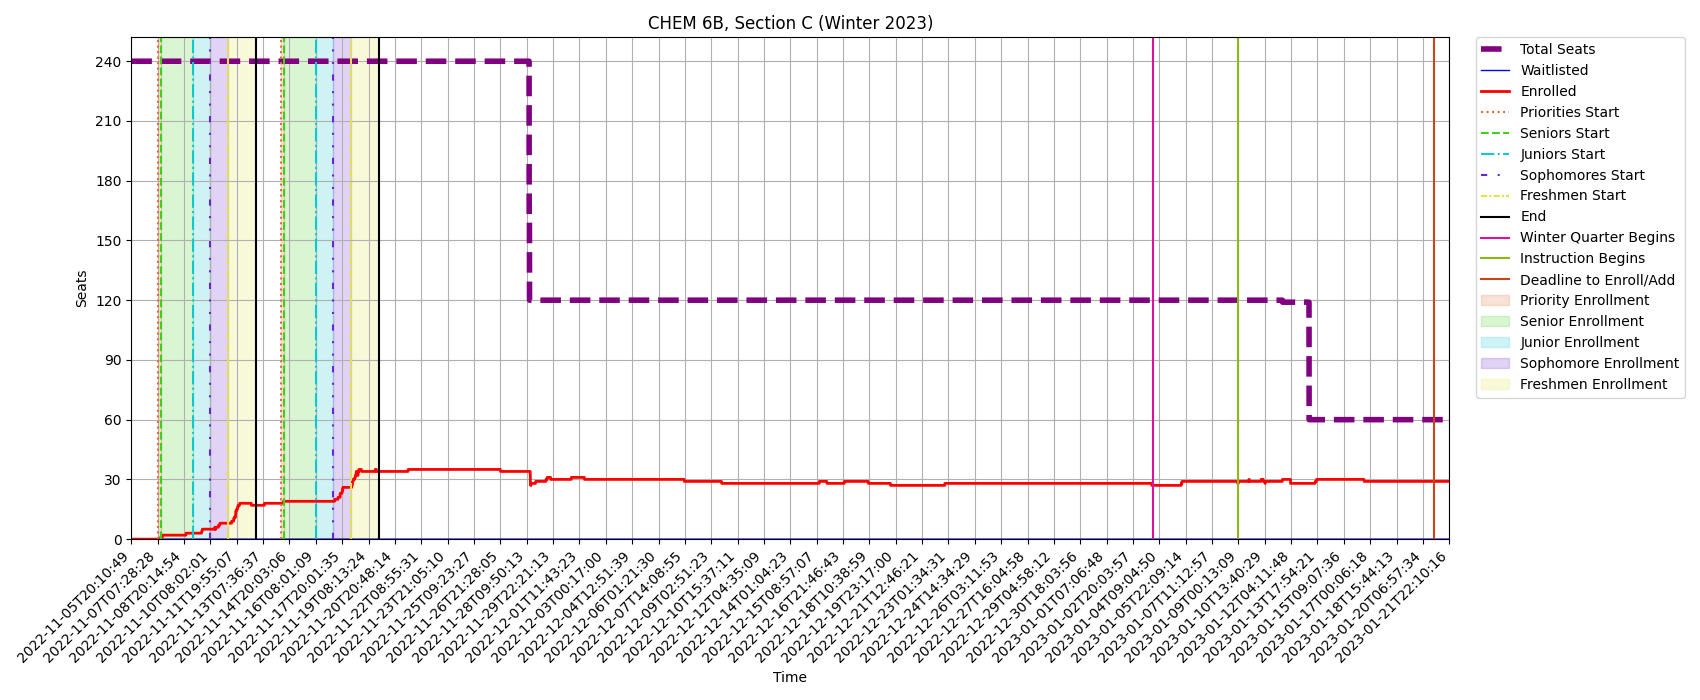 CHEM 6B, Section C (Winter 2023)
Seats
240
210
180
150
120
90
60
30
0
2022-11-05T20:10:49
2022-11-07T07:28:28
2022-11-08T20:14:54
2022-11-10T08:02:01
2022-11-11T19:55:07
2022-11-13T07:36:37
2022-11-14T20:03:06
2022-11-16T08:01:09
2022-11-17T20:01:35
2022-11-19T08:13:24
2022-11-20T20:48:14
2022-11-22T08:55:31
2022-11-23T21:05:10
2022-11-25T09:23:27
2022-11-26T21:28:05
2022-11-28T09:50:13
2022-11-29T22:21:13
2022-12-01T11:43:23
2022-12-03T00:17:00
2022-12-04T12:51:39
2022-12-06T01:21:30
2022-12-07T14:08:55
2022-12-09T02:51:23
2022-12-10T15:37:11
2022-12-12T04:35:09
2022-12-14T01:04:23
2022-12-15T08:57:07
2022-12-16T21:46:43
2022-12-18T10:38:59
2022-12-19T23:17:00
2022-12-21T12:46:21
2022-12-23T01:34:31
2022-12-24T14:34:29
2022-12-26T03:11:53
2022-12-27T16:04:58
2022-12-29T04:58:12
2022-12-30T18:03:56
2023-01-01T07:06:48
2023-01-02T20:03:57
2023-01-04T09:04:50
2023-01-05T22:09:14
2023-01-07T11:12:57
2023-01-09T00:13:09
2023-01-10T13:40:29
2023-01-12T04:11:48
2023-01-13T17:54:21
2023-01-15T09:07:36
2023-01-17T00:06:18
2023-01-18T15:44:13
2023-01-20T06:57:34
2023-01-21T22:10:16
Time
Total Seats
Waitlisted
Enrolled
Priorities Start
Seniors Start
Juniors Start
Sophomores Start
Freshmen Start
End
Winter Quarter Begins
Instruction Begins
Deadline to Enroll/Add
Priority Enrollment
Senior Enrollment
Junior Enrollment
Sophomore Enrollment
Freshmen Enrollment